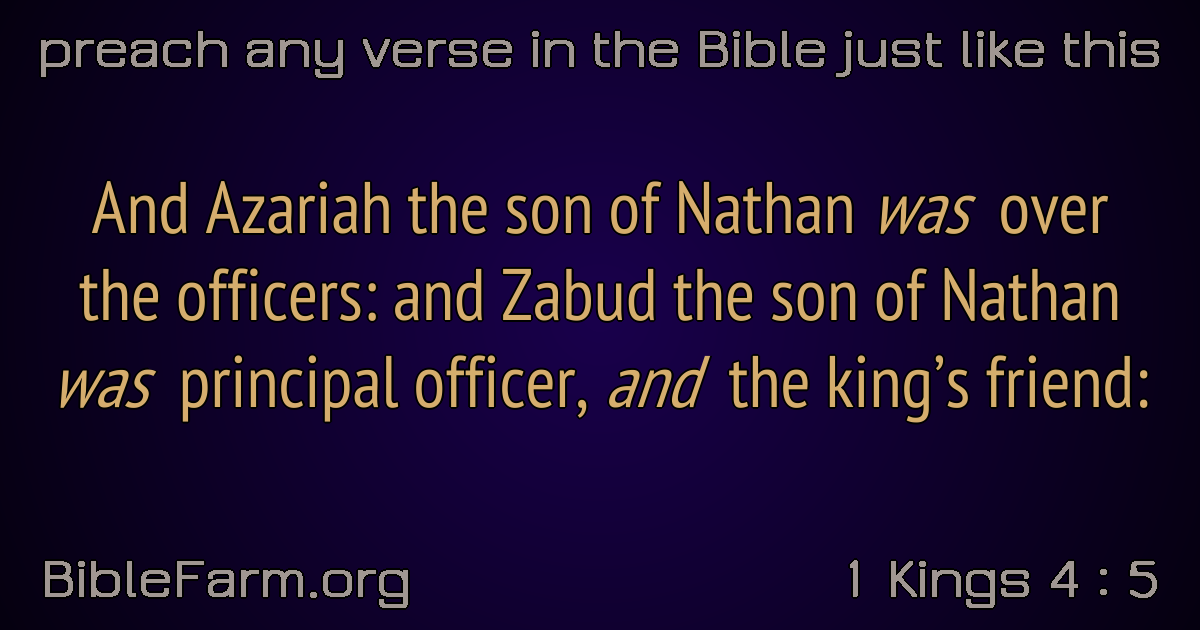 preach any verse in the Bible just like this
And Azariah the son of Nathan was over
the officers: and Zabud the son of Nathan
was principal officer, and the king’s friend:
BibleFarm.org
1 Kings 4 : 5